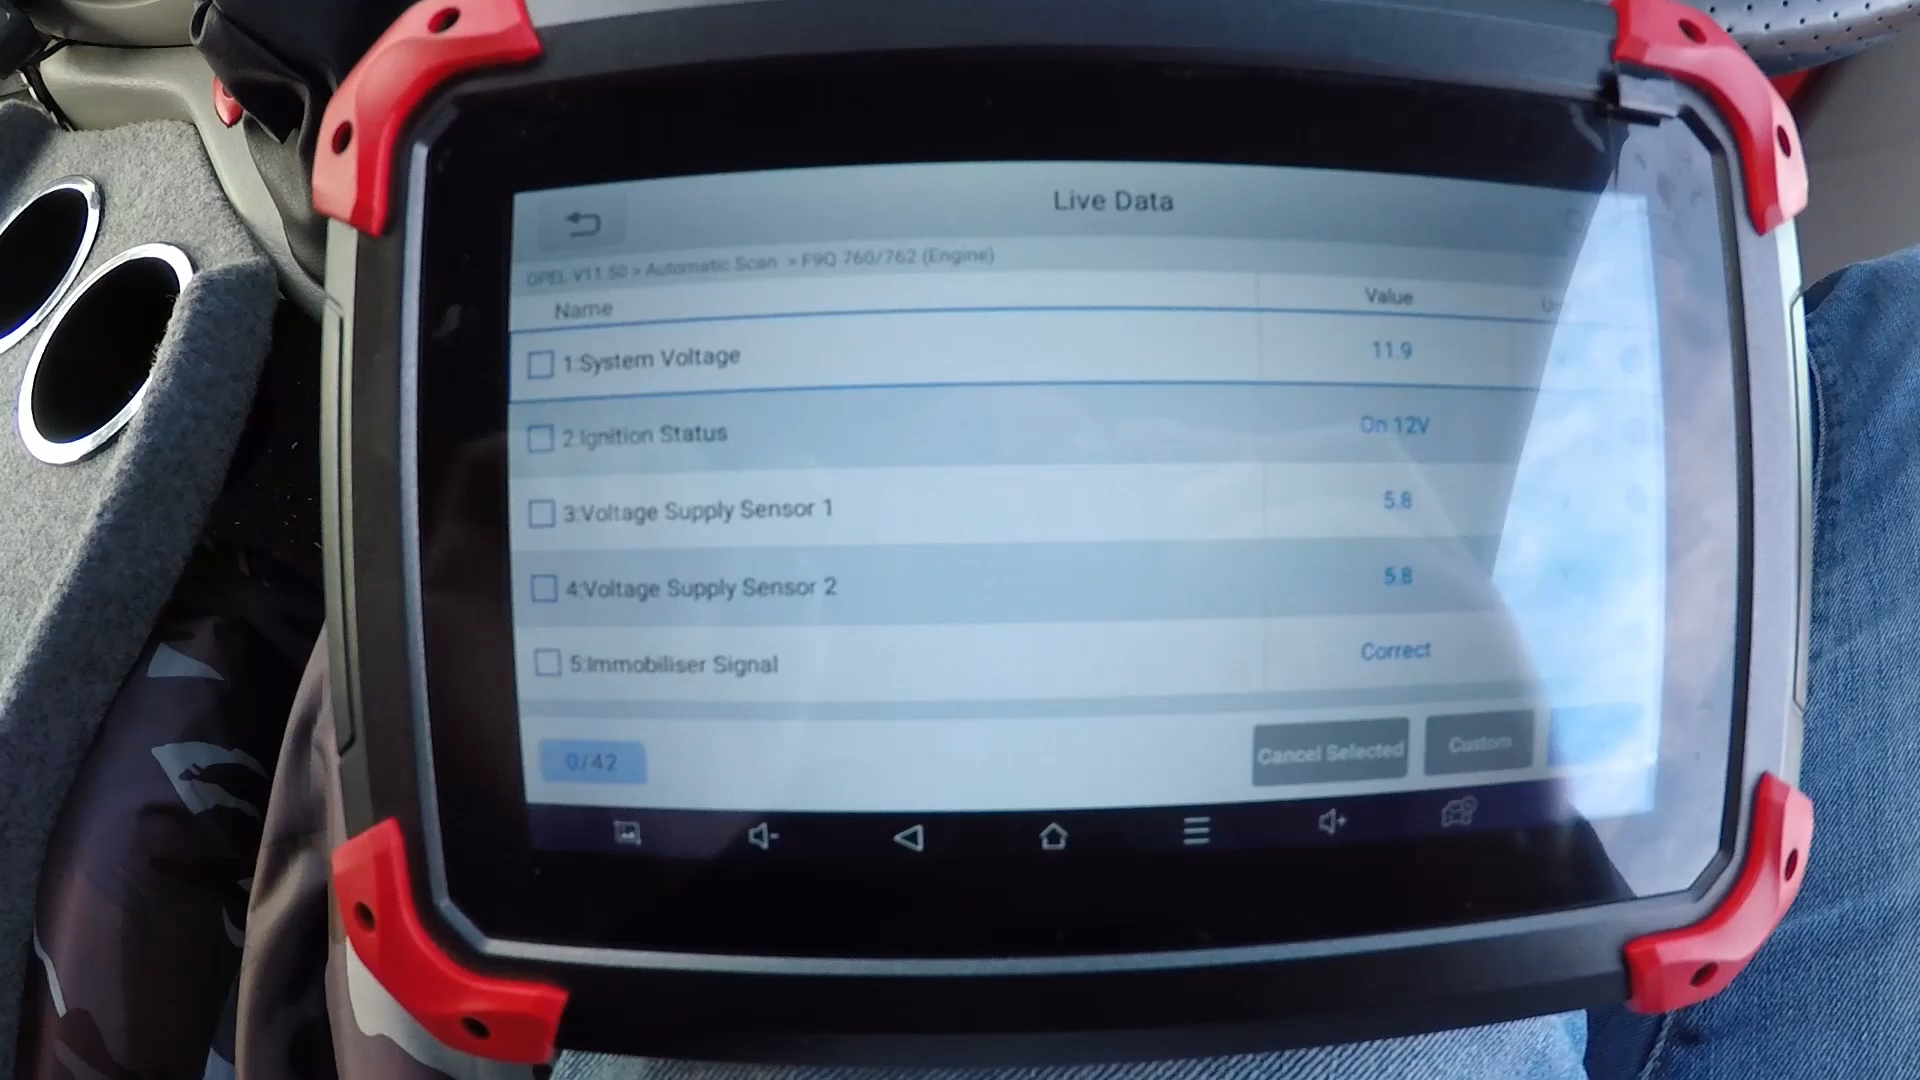 Live Data
OPEL V11.50 > Automatic Scan > F9Q 760/762 (Engine)
Name Value
1:System Voltage 11.9
2:Ignition Status On 12V
3:Voltage Supply Sensor 1 5.8
4:Voltage Supply Sensor 2 5.8
5:Immobiliser Signal Correct
0/42 Cancel Selected Custom